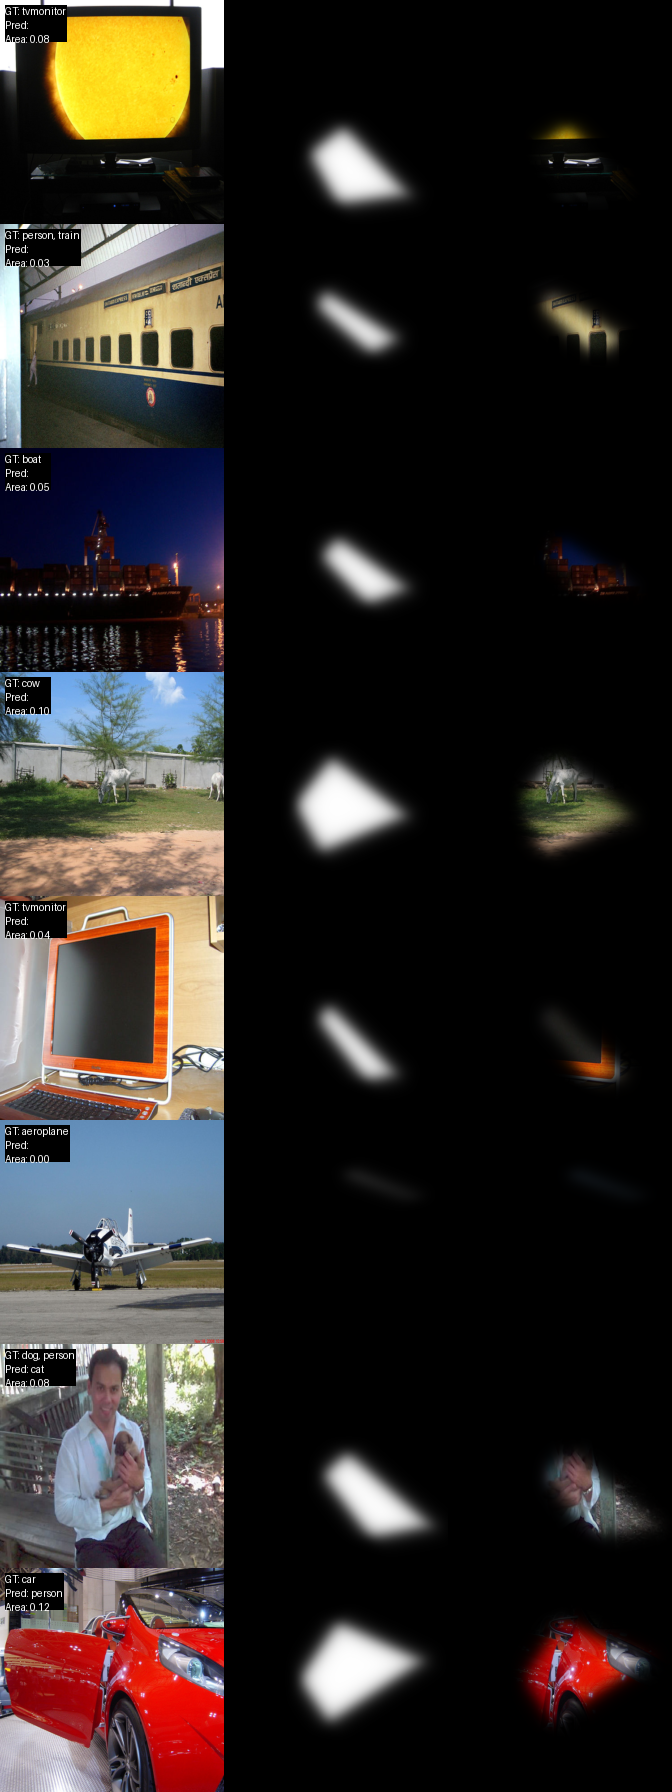 GT: tvmonitor
Pred:
Area: 0.08
GT: person, train
Pred:
Area: 0.03
GT: boat
Pred:
Area: 0.05
GT: cow
Pred:
Area: 0.10
GT: tvmonitor
Pred:
Area: 0.04
GT: aeroplane
Pred:
Area: 0.00
GT: dog, person
Pred: cat
Area: 0.08
GT: car
Pred: person
Area: 0.12